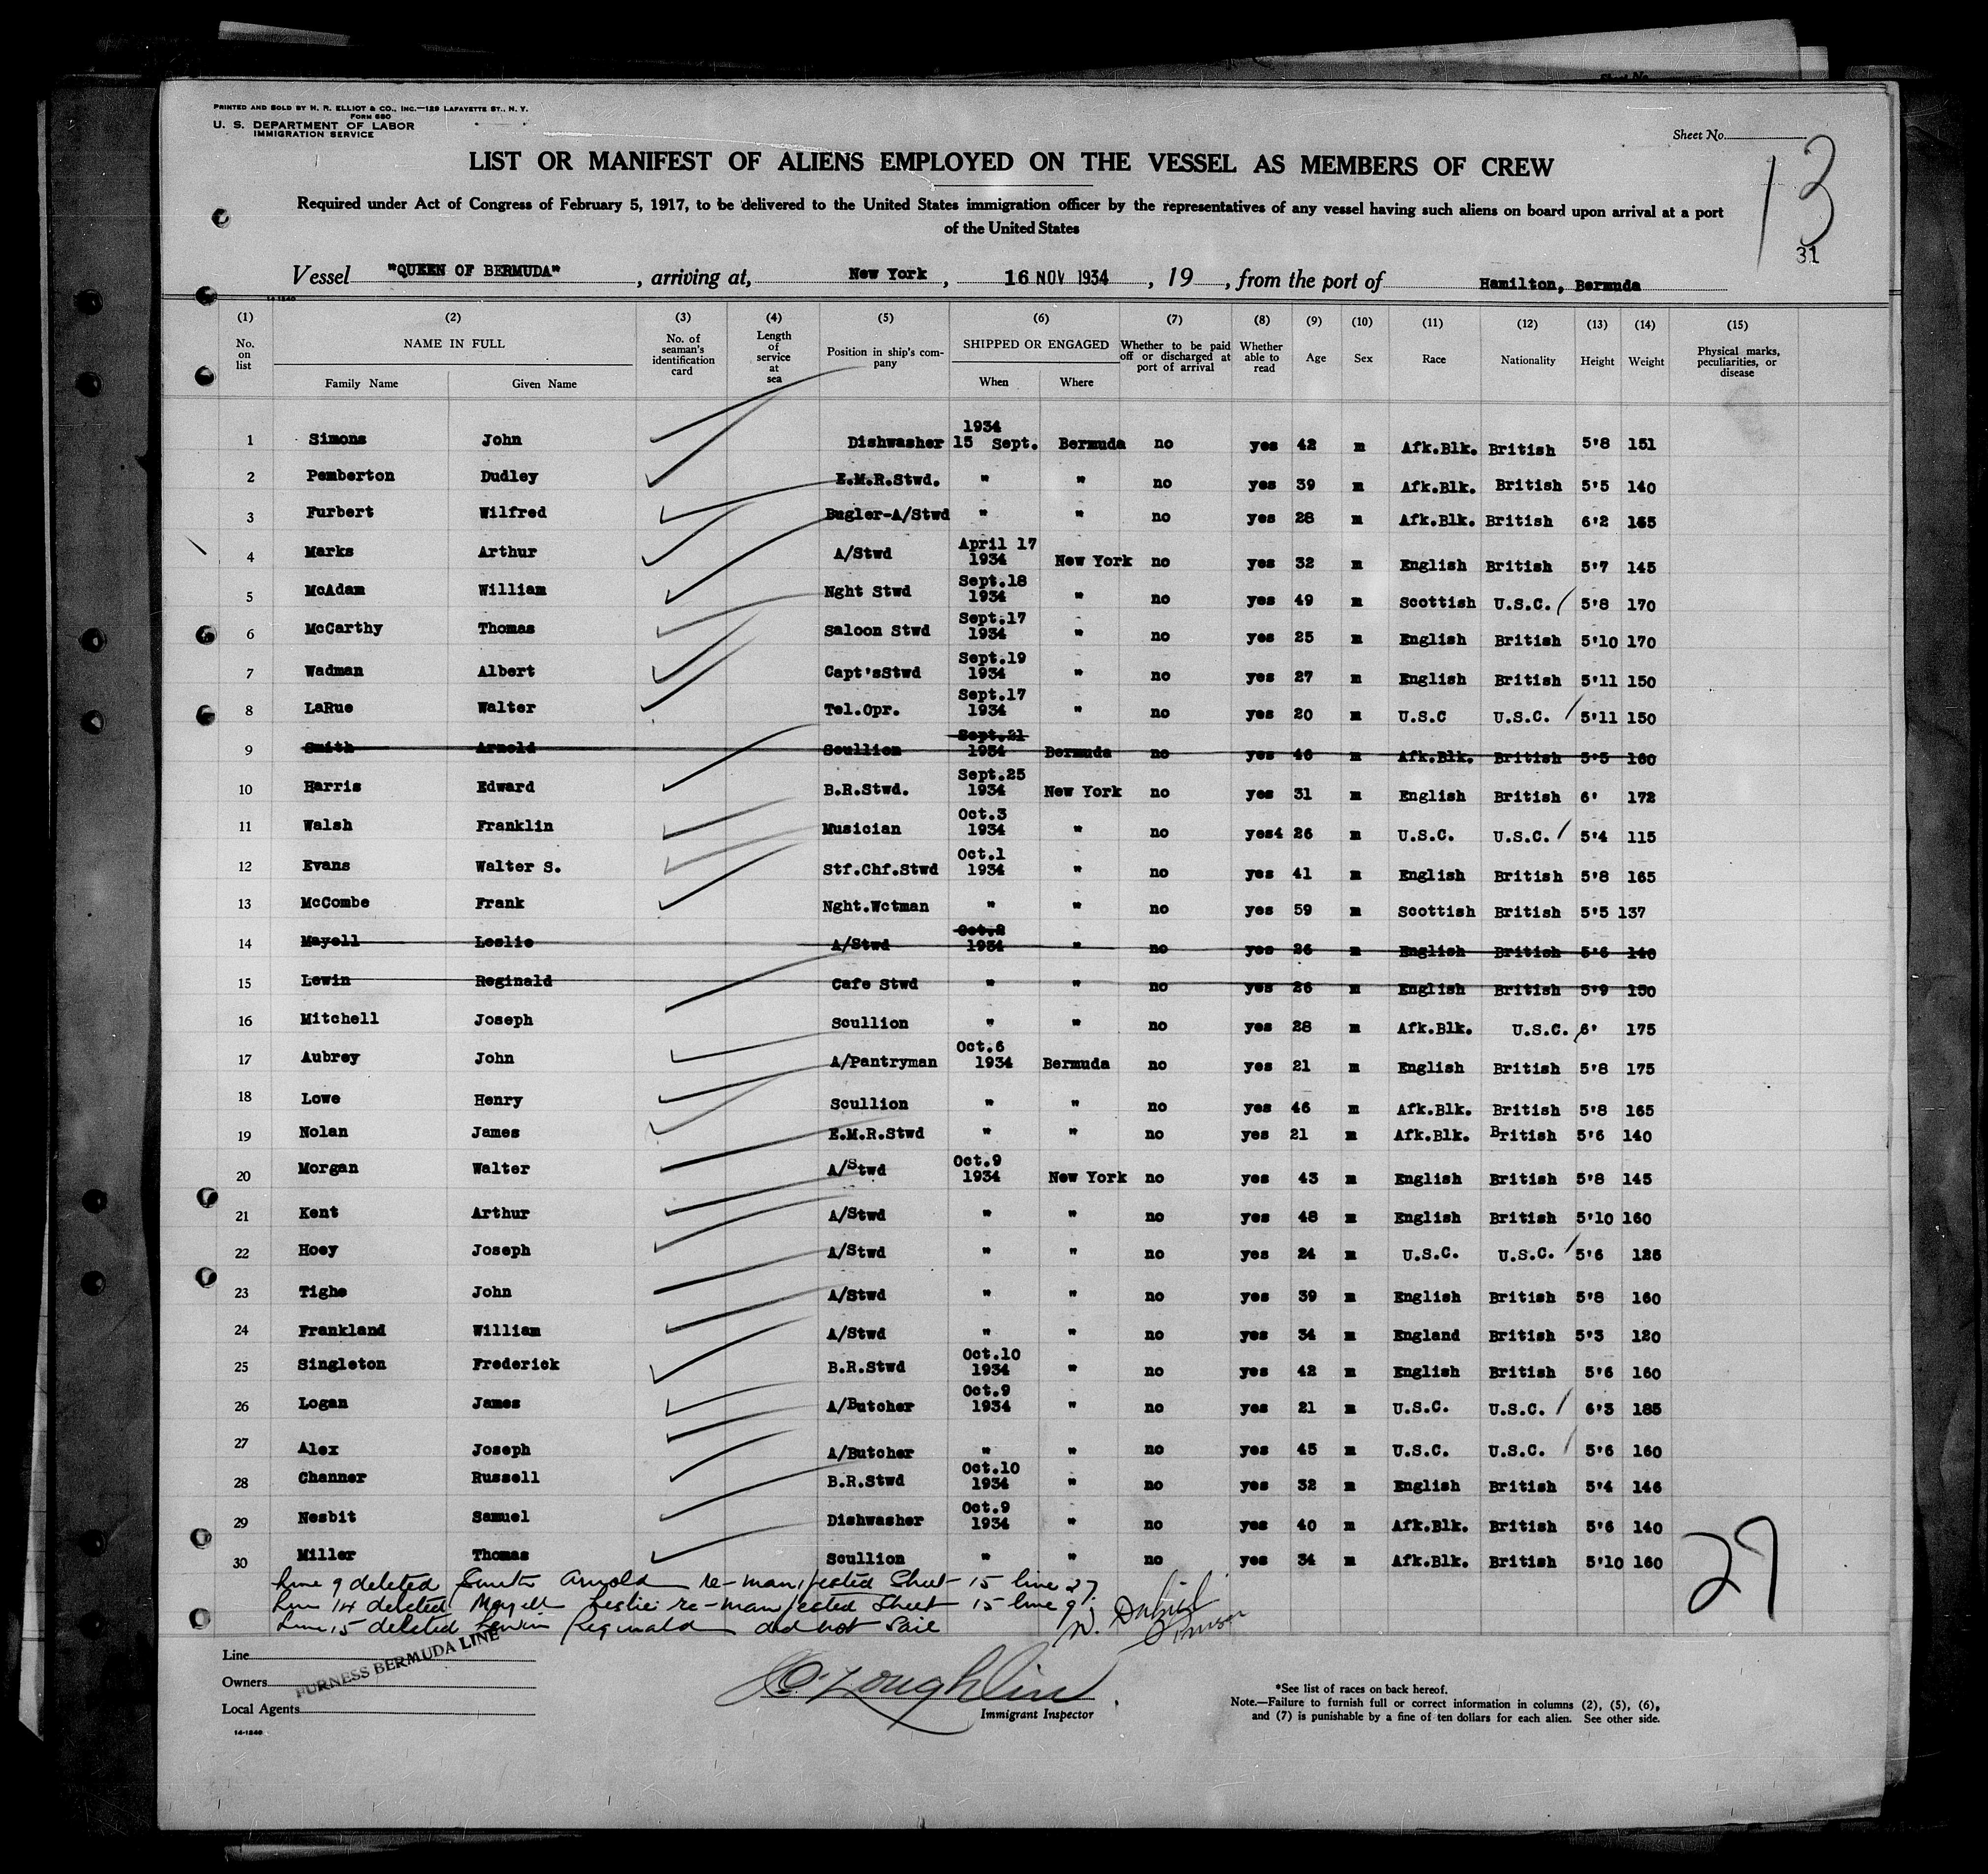 PRINTED AND SOLD BY H. R. ELLIOT & CO., INC.—129 LAFAYETTE ST., N. Y.
FORM 680
U. S. DEPARTMENT OF LABOR
IMMIGRATION SERVICE
Sheet No.
13
LIST OR MANIFEST OF ALIENS EMPLOYED ON THE VESSEL AS MEMBERS OF CREW
Required under Act of Congress of February 5, 1917, to be delivered to the United States immigration officer by the representatives of any vessel having such aliens on board upon arrival at a port
of the United States
31
Vessel "QUEEN OF BERMUDA", arriving at, New York, 16 NOV 1934, 19, from the port of Hamilton, Bermuda
14-1240
(1) No. on list (2) NAME IN FULL Family Name Given Name (3) No. of seaman's identification card (4) Length of service at sea (5) Position in ship's company (6) SHIPPED OR ENGAGED When Where (7) Whether to be paid off or discharged at port of arrival (8) Whether able to read (9) Age (10) Sex (11) Race (12) Nationality (13) Height (14) Weight (15) Physical marks, peculiarities, or disease
1 Simons John Dishwasher 1934 15 Sept. Bermuda no yes 42 m Afk.Blk. British 5'8 151
2 Pemberton Dudley E.M.R.Stwd. " " no yes 39 m Afk.Blk. British 5'5 140
3 Furbert Wilfred Bugler-A/Stwd " " no yes 28 m Afk.Blk. British 6'2 185
4 Marks Arthur A/Stwd April 17 1934 New York no yes 32 m English British 5'7 145
5 McAdam William Nght Stwd Sept.18 1934 " no yes 49 m Scottish U.S.C. 5'8 170
6 McCarthy Thomas Saloon Stwd Sept.17 1934 " no yes 25 m English British 5'10 170
7 Wadman Albert Capt'sStwd Sept.19 1934 " no yes 27 m English British 5'11 150
8 LaRue Walter Tel.Opr. Sept.17 1934 " no yes 20 m U.S.C U.S.C. 5'11 150
9 Smith Arnold Scullion Sept.21 1934 Bermuda no yes 46 m Afk.Blk. British 5'5 160
10 Harris Edward B.R.Stwd. Sept.25 1934 New York no yes 31 m English British 6' 172
11 Walsh Franklin Musician Oct.3 1934 " no yes4 26 m U.S.C. U.S.C. 5'4 115
12 Evans Walter S. Stf.Chf.Stwd Oct.1 1934 " no yes 41 m English British 5'8 165
13 McCombe Frank Nght.Wctman " " no yes 59 m Scottish British 5'5 137
14 Mayell Leslie A/Stwd Oct.2 1934 " no yes 26 m English British 5'6 140
15 Lewin Reginald Cafe Stwd " " no yes 26 m English British 5'9 150
16 Mitchell Joseph Scullion " " no yes 28 m Afk.Blk. U.S.C. 6' 175
17 Aubrey John A/Pantryman Oct.6 1934 Bermuda no yes 21 m English British 5'8 175
18 Lowe Henry Scullion " " no yes 46 m Afk.Blk. British 5'8 165
19 Nolan James E.M.R.Stwd " " no yes 21 m Afk.Blk. British 5'6 140
20 Morgan Walter A/Stwd Oct.9 1934 New York no yes 43 m English British 5'8 145
21 Kent Arthur A/Stwd " " no yes 48 m English British 5'10 160
22 Hoey Joseph A/Stwd " " no yes 24 m U.S.C. U.S.C. 5'6 126
23 Tighe John A/Stwd " " no yes 39 m English British 5'8 160
24 Frankland William A/Stwd " " no yes 34 m England British 5'3 120
25 Singleton Frederick B.R.Stwd Oct.10 1934 " no yes 42 m English British 5'6 160
26 Logan James A/Butcher Oct.9 1934 " no yes 21 m U.S.C. U.S.C. 6'3 185
27 Alex Joseph A/Butcher " " no yes 45 m U.S.C. U.S.C. 5'6 160
28 Channer Russell B.R.Stwd Oct.10 1934 " no yes 32 m English British 5'4 146
29 Nesbit Samuel Dishwasher Oct.9 1934 " no yes 40 m Afk.Blk. British 5'6 140
30 Miller Thomas Scullion " " no yes 34 m Afk.Blk. British 5'10 160
27
Line 9 deleted Smith Arnold re-manifested Sheet 15 line 27.
Line 14 deleted Mayell Leslie re-manifested Sheet 15 line 9;
Line 15 deleted Lewin Reginald did not Sail
Purser
Line
Owners
Local Agents
FURNESS BERMUDA LINE
14-1240
O'Loughlin
Immigrant Inspector
*See list of races on back hereof.
Note.—Failure to furnish full or correct information in columns (2), (5), (6),
and (7) is punishable by a fine of ten dollars for each alien. See other side.